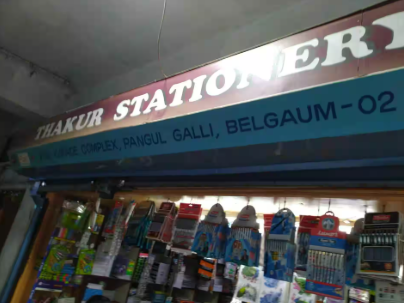 THAKUR STATIONERY
COMPLEX, PANGUL GALLI, BELGAUM-02